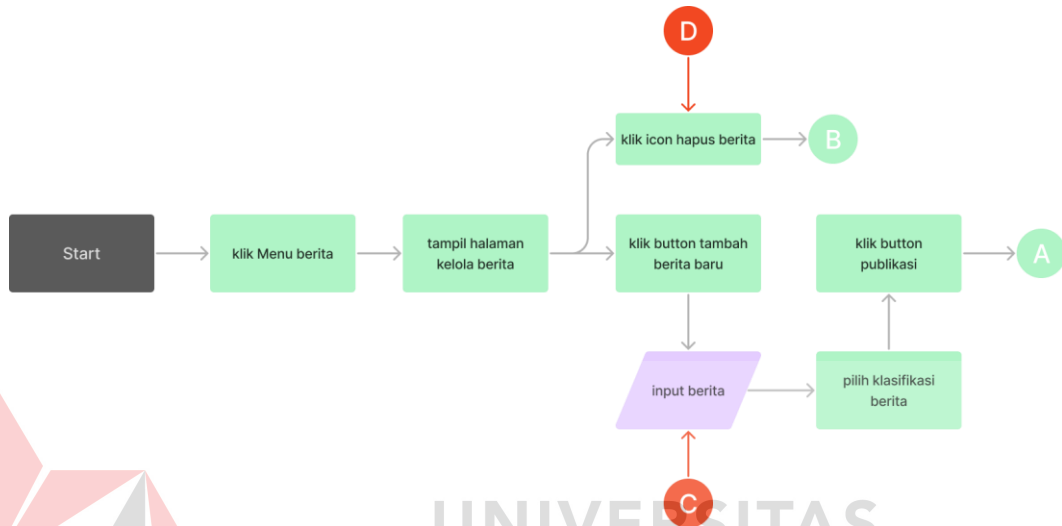 D
klik icon hapus berita
B
Start
klik Menu berita
tampil halaman
kelola berita
klik button tambah
berita baru
klik button
publikasi
A
input berita
pilih klasifikasi
berita
C
UNIVERSITAS